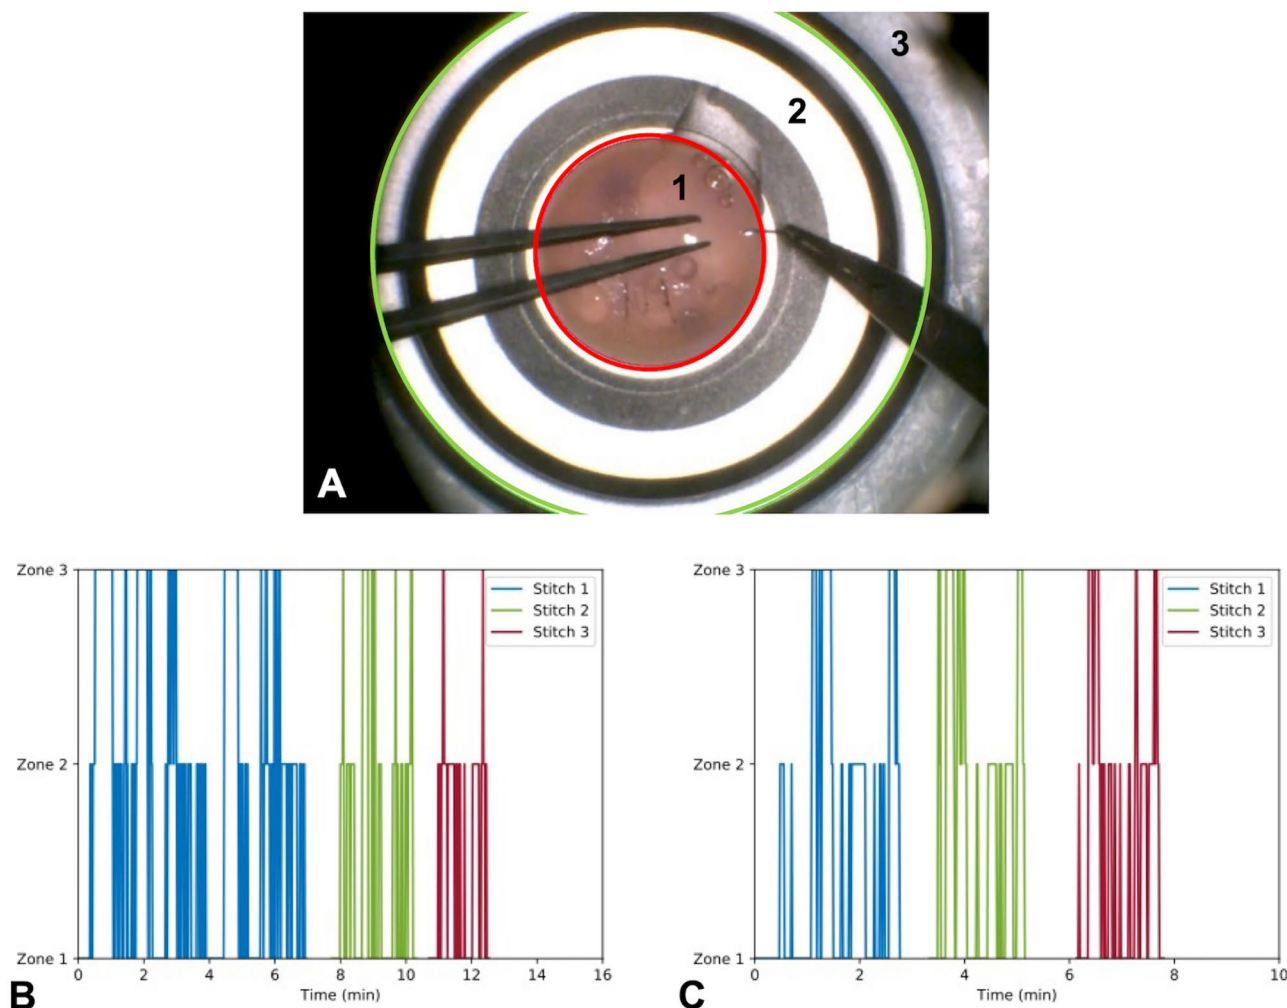 3
2
1
A
Zone 3
Zone 2
Zone 1
Stitch 1
Stitch 2
Stitch 3
0 2 4 6 8 10 12 14 16
Time (min)
B
Zone 3
Zone 2
Zone 1
Stitch 1
Stitch 2
Stitch 3
0 2 4 6 8 10
Time (min)
C